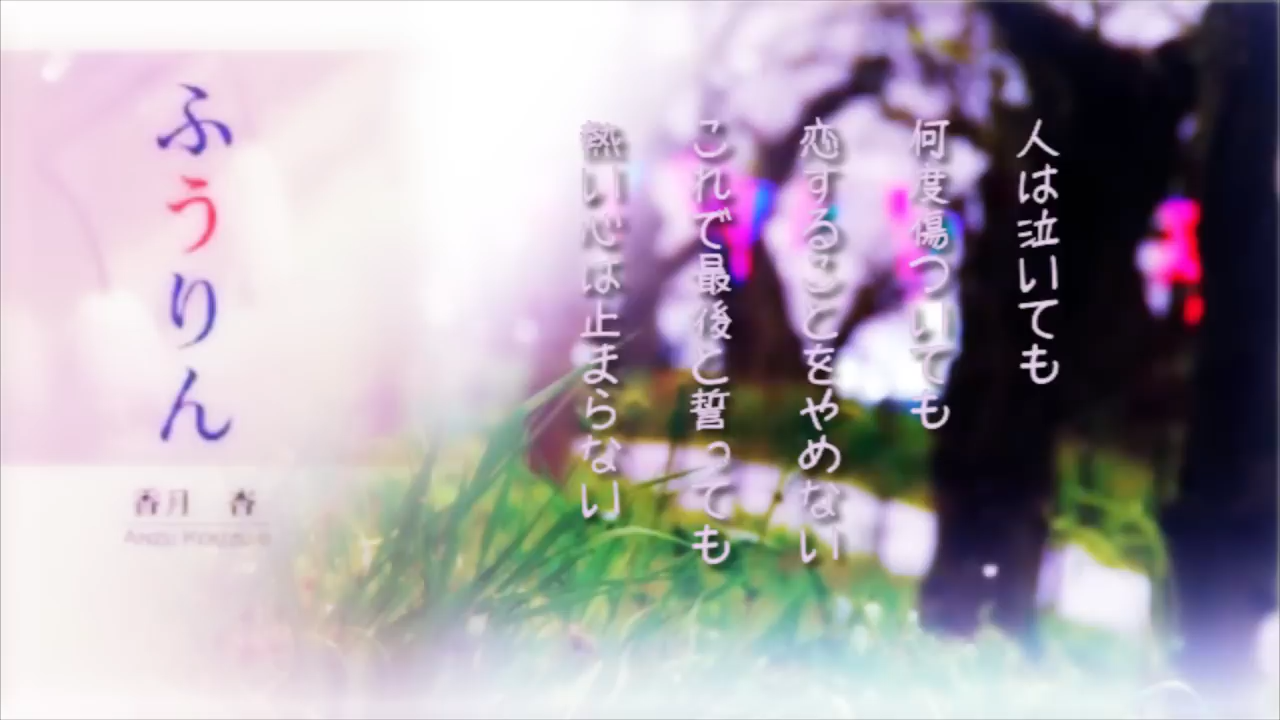 ふうりん
香月 杏
人は泣いても
何度傷ついても
恋することをやめない
これで最後と誓っても
熱いでは止まらない